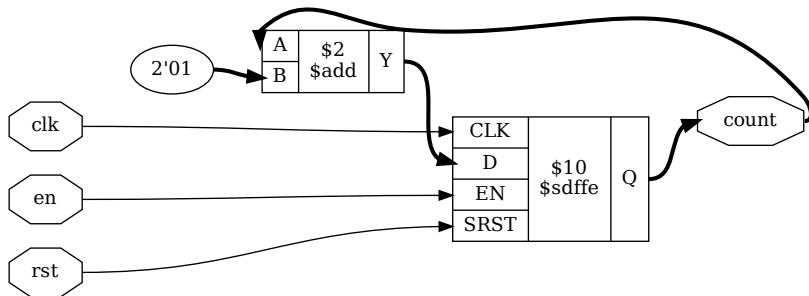 A
B
$2
$add
Y
2'01
clk
en
rst
CLK
D
EN
SRST
$10
$sdffe
Q
count